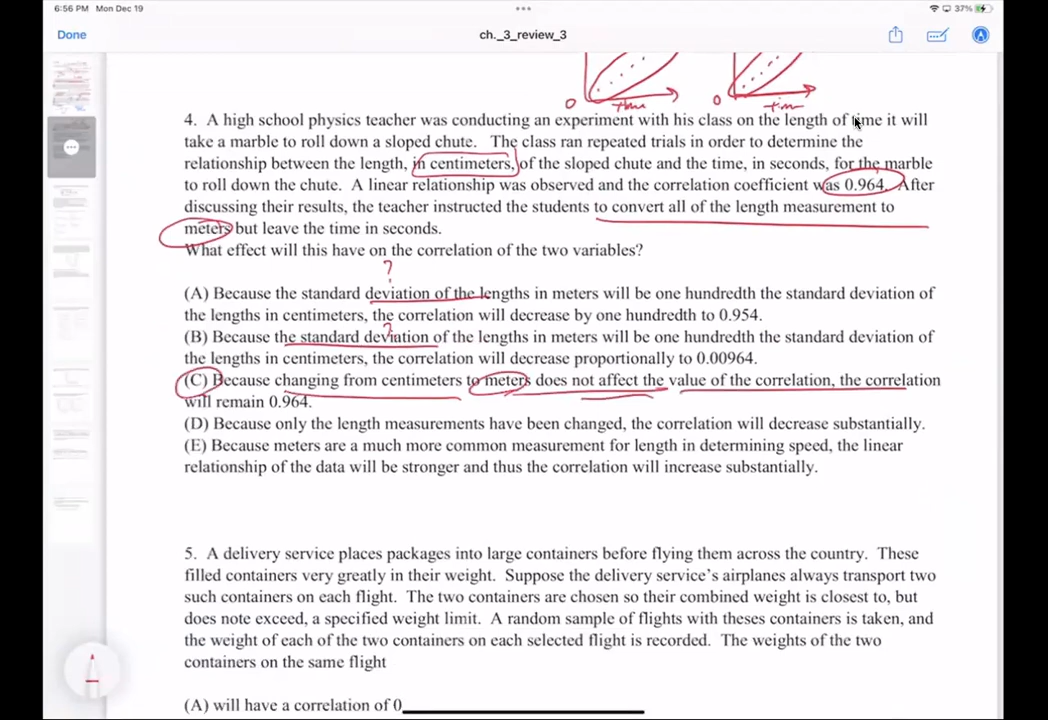 6:56 PM Mon Dec 19
37%
Done
ch._3_review_3
0
time
0
4. A high school physics teacher was conducting an experiment with his class on the length of time it will
take a marble to roll down a sloped chute. The class ran repeated trials in order to determine the
relationship between the length, in centimeters, of the sloped chute and the time, in seconds, for the marble
to roll down the chute. A linear relationship was observed and the correlation coefficient was 0.964. After
discussing their results, the teacher instructed the students to convert all of the length measurement to
meters but leave the time in seconds.
What effect will this have on the correlation of the two variables?
?
(A) Because the standard deviation of the lengths in meters will be one hundredth the standard deviation of
the lengths in centimeters, the correlation will decrease by one hundredth to 0.954.
?
(B) Because the standard deviation of the lengths in meters will be one hundredth the standard deviation of
the lengths in centimeters, the correlation will decrease proportionally to 0.00964.
(C) Because changing from centimeters to meters does not affect the value of the correlation, the correlation
will remain 0.964.
(D) Because only the length measurements have been changed, the correlation will decrease substantially.
(E) Because meters are a much more common measurement for length in determining speed, the linear
relationship of the data will be stronger and thus the correlation will increase substantially.
5. A delivery service places packages into large containers before flying them across the country. These
filled containers very greatly in their weight. Suppose the delivery service's airplanes always transport two
such containers on each flight. The two containers are chosen so their combined weight is closest to, but
does note exceed, a specified weight limit. A random sample of flights with theses containers is taken, and
the weight of each of the two containers on each selected flight is recorded. The weights of the two
containers on the same flight
(A) will have a correlation of 0